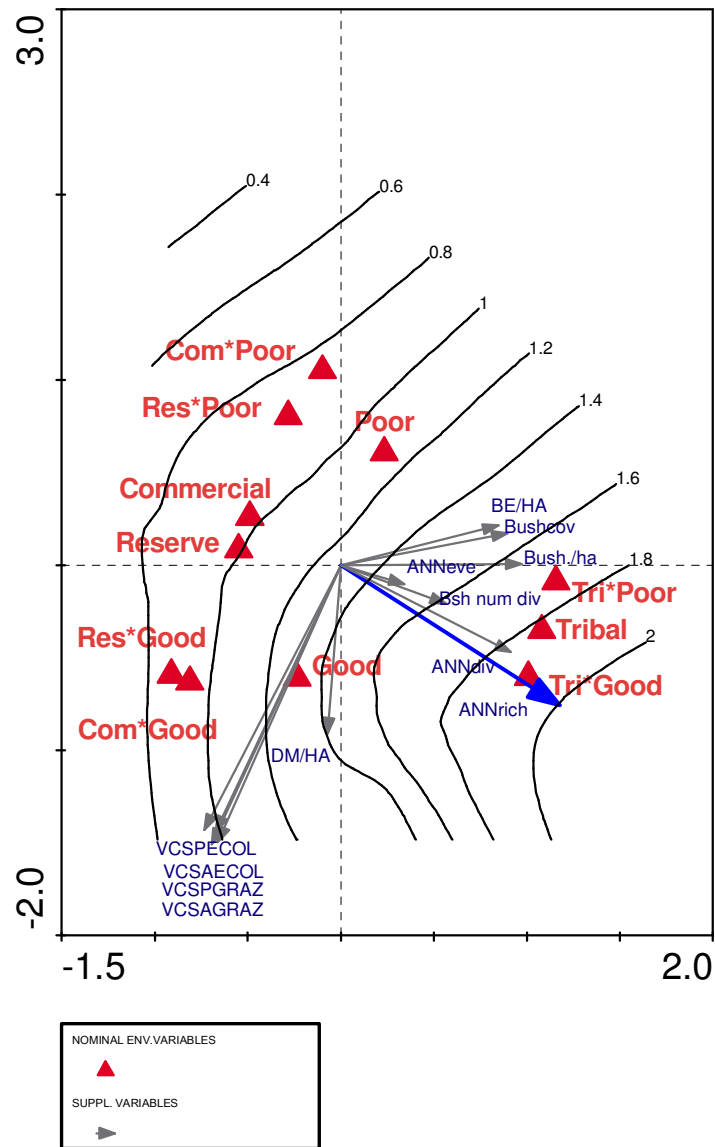 3.0
0.4
0.6
0.8
1
Com*Poor
1.2
Res*Poor
Poor
1.4
1.6
Commercial
BE/HA
Bushcov
Reserve
ANNeve
Bush./ha
1.8
Tri*Poor
Bsh num div
Tribal
2
Res*Good
Good
ANNdiv
Tri*Good
ANNrich
Com*Good
DM/HA
VCSPECOL
VCSAECOL
VCSPGRAZ
VCSAGRAZ
-2.0
-1.5
2.0
NOMINAL ENV.VARIABLES
SUPPL. VARIABLES